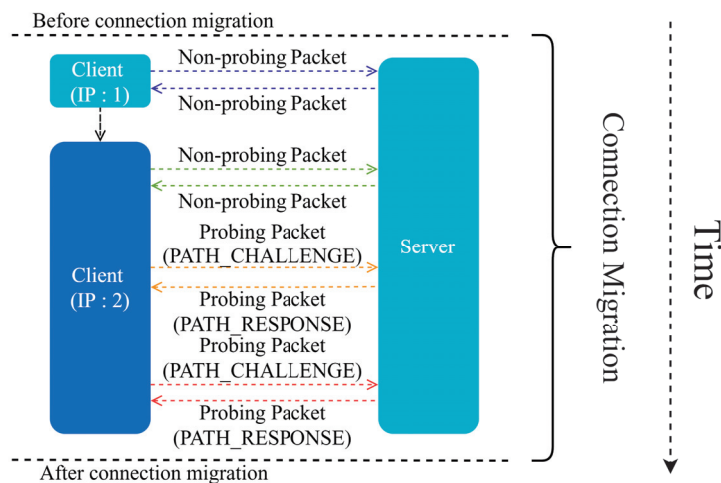 Before connection migration
Client
(IP : 1)
Non-probing Packet
Non-probing Packet
Non-probing Packet
Non-probing Packet
Probing Packet
(PATH_CHALLENGE)
Probing Packet
(PATH_RESPONSE)
Probing Packet
(PATH_CHALLENGE)
Probing Packet
(PATH_RESPONSE)
Client
(IP : 2)
Server
Connection Migration
Time
After connection migration